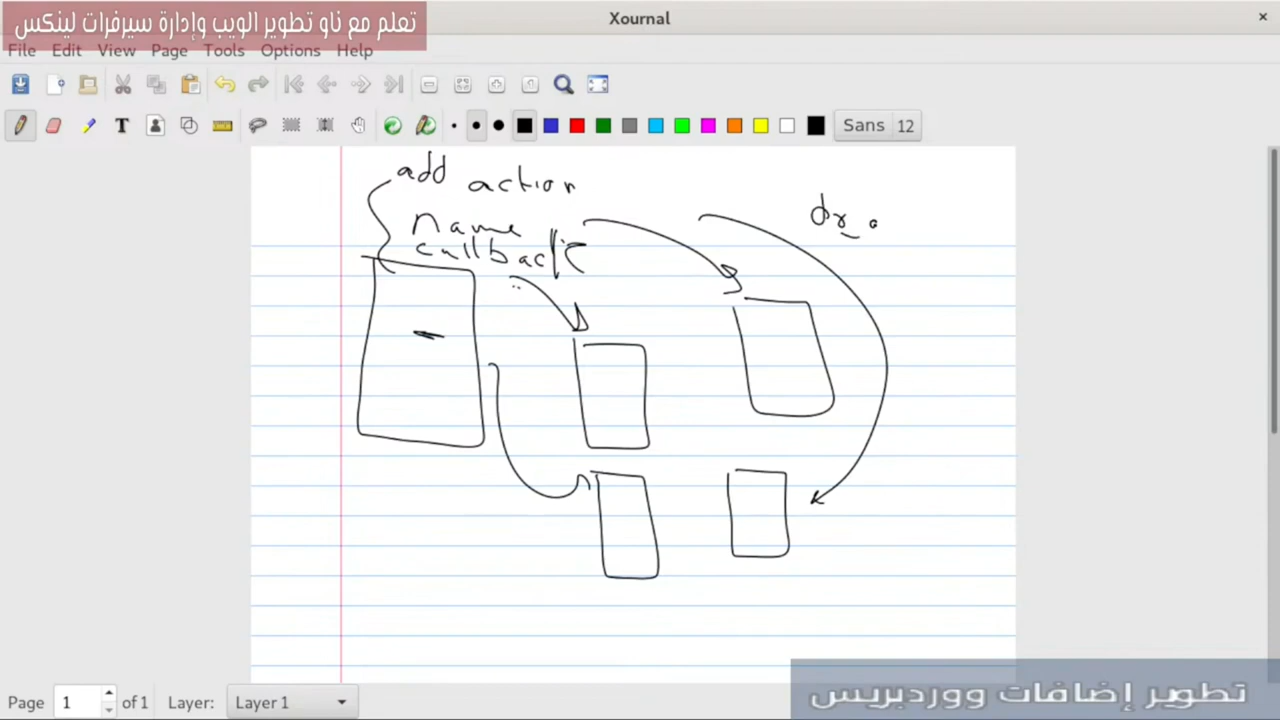 تعلم مع ناو تطوير الويب وإدارة سيرفرات لينكس
Xournal
File Edit View Page Tools Options Help
Sans 12
add action
name
callback
تطوير إضافات ووردبريس
Page 1 of 1 Layer: Layer 1